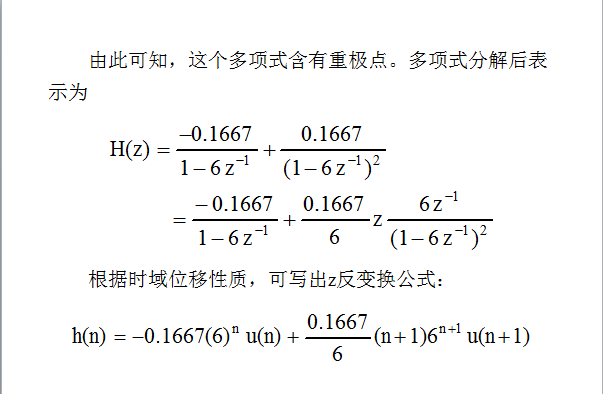 由此可知，这个多项式含有重极点。多项式分解后表
示为
H(z) = \frac{-0.1667}{1-6z^{-1}} + \frac{0.1667}{(1-6z^{-1})^2}
= \frac{-0.1667}{1-6z^{-1}} + \frac{0.1667}{6} z \frac{6z^{-1}}{(1-6z^{-1})^2}
根据时域位移性质，可写出z反变换公式：
h(n) = -0.1667(6)^n u(n) + \frac{0.1667}{6}(n+1)6^{n+1} u(n+1)